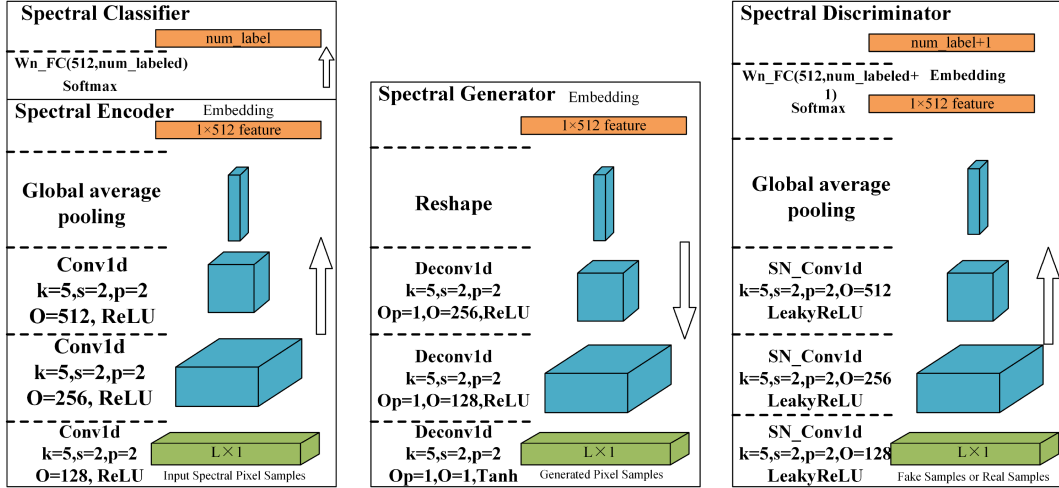 Spectral Classifier
num_label
Wn_FC(512,num_labeled)
Softmax
Spectral Encoder
Embedding
1×512 feature
Global average
pooling
Conv1d
k=5,s=2,p=2
O=512, ReLU
Conv1d
k=5,s=2,p=2
O=256, ReLU
Conv1d
k=5,s=2,p=2
O=128, ReLU
L×1
Input Spectral Pixel Samples
Spectral Generator
Embedding
1×512 feature
Reshape
Deconv1d
k=5,s=2,p=2
Op=1,O=256,ReLU
Deconv1d
k=5,s=2,p=2
Op=1,O=128,ReLU
Deconv1d
k=5,s=2,p=2
Op=1,O=1,Tanh
L×1
Generated Pixel Samples
Spectral Discriminator
num_label+1
Wn_FC(512,num_labeled+
1)
Softmax
Embedding
1×512 feature
Global average
pooling
SN_Conv1d
k=5,s=2,p=2,O=512
LeakyReLU
SN_Conv1d
k=5,s=2,p=2,O=256
LeakyReLU
SN_Conv1d
k=5,s=2,p=2,O=128
LeakyReLU
L×1
Fake Samples or Real Samples